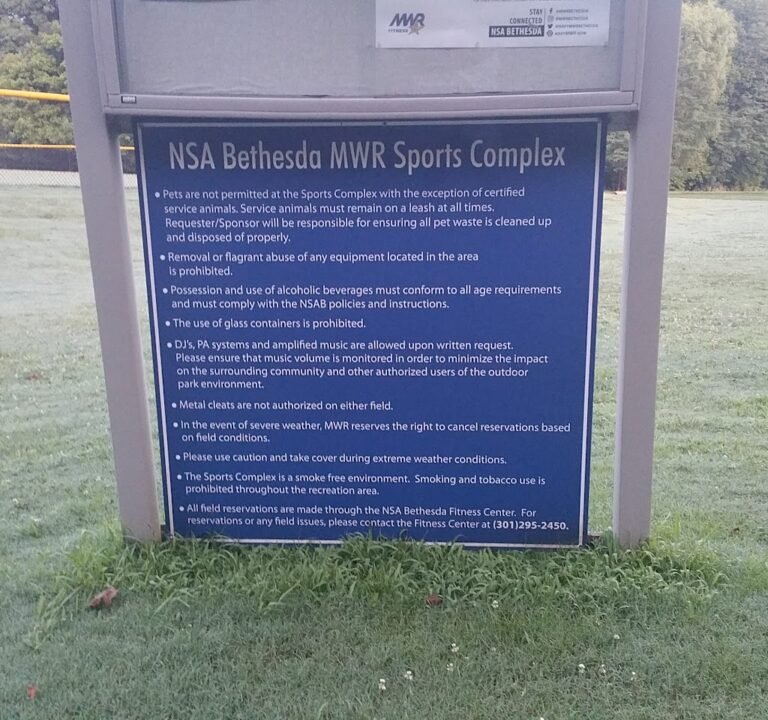 MWR
FITNESS
STAY
CONNECTED
NSA BETHESDA
NSA Bethesda MWR Sports Complex
• Pets are not permitted at the Sports Complex with the exception of certified
service animals. Service animals must remain on a leash at all times.
Requester/Sponsor will be responsible for ensuring all pet waste is cleaned up
and disposed of properly.
• Removal or flagrant abuse of any equipment located in the area
is prohibited.
• Possession and use of alcoholic beverages must conform to all age requirements
and must comply with the NSAB policies and instructions.
• The use of glass containers is prohibited.
• DJ's, PA systems and amplified music are allowed upon written request.
Please ensure that music volume is monitored in order to minimize the impact
on the surrounding community and other authorized users of the outdoor
park environment.
• Metal cleats are not authorized on either field.
• In the event of severe weather, MWR reserves the right to cancel reservations based
on field conditions.
• Please use caution and take cover during extreme weather conditions.
• The Sports Complex is a smoke free environment. Smoking and tobacco use is
prohibited throughout the recreation area.
• All field reservations are made through the NSA Bethesda Fitness Center. For
reservations or any field issues, please contact the Fitness Center at (301)295-2450.